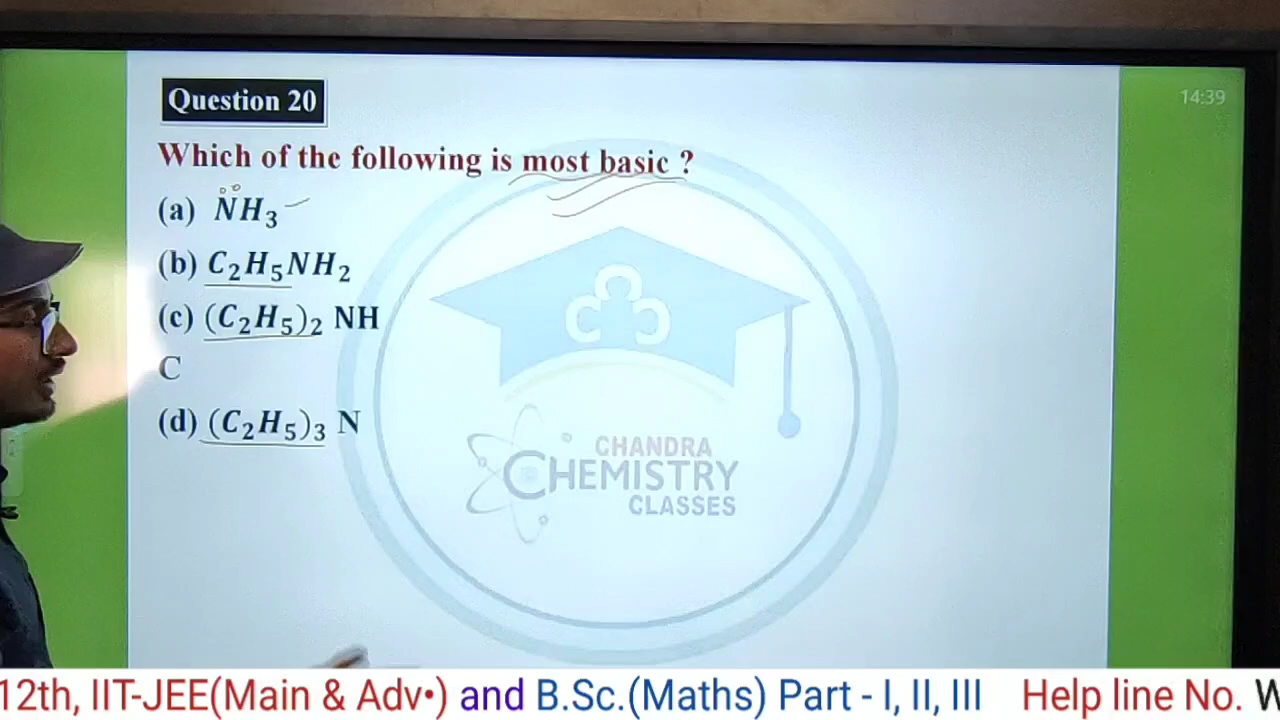 Question 20
14:39
Which of the following is most basic ?
(a) NH₃
(b) C₂H₅NH₂
(c) (C₂H₅)₂ NH
C
(d) (C₂H₅)₃ N
CHANDRA
CHEMISTRY
CLASSES
12th, IIT-JEE(Main & Adv•) and B.Sc.(Maths) Part - I, II, III Help line No. W